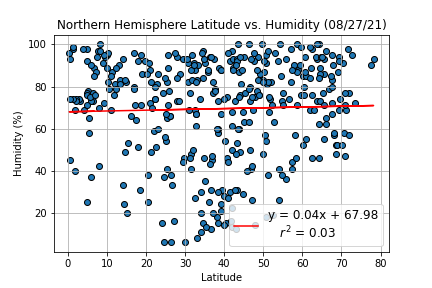 Northern Hemisphere Latitude vs. Humidity (08/27/21)
100
80
60
40
20
Humidity (%)
y = 0.04x + 67.98
r² = 0.03
0 10 20 30 40 50 60 70 80
Latitude